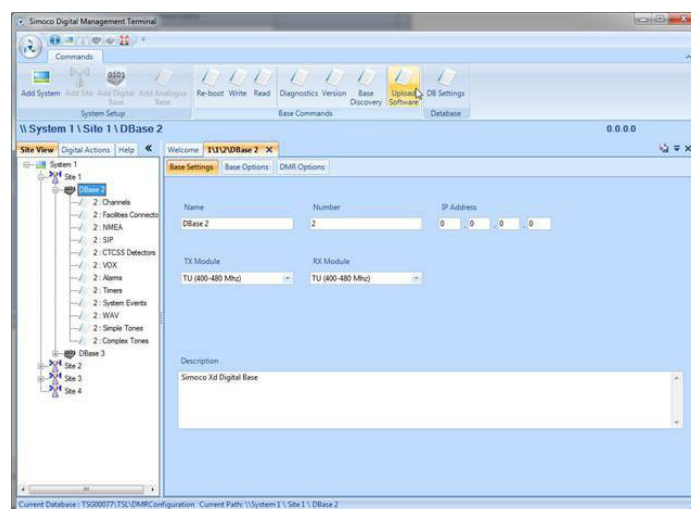 Simoco Digital Management Terminal
Commands
Add System Add Site Add Digital Base Add Analogue Base Re-boot Write Read Diagnostics Version Base Discovery Upload Software DB Settings
System Setup Base Commands Database
\\ System 1 \ Site 1 \ DBase 2 0.0.0.0
Site View Digital Actions Help Welcome 1\1\2\DBase 2 X
System 1
Base Settings Base Options DMR Options
Site 1
DBase 2
2 : Channels
2 : Facilities Connecto
2 : NMEA
2 : SIP
2 : CTCSS Detectors
2 : VOX
2 : Alarms
2 : Timers
2 : System Events
2 : WAV
2 : Simple Tones
2 : Complex Tones
DBase 3
Site 2
Site 3
Site 4
Name Number IP Address
DBase 2 2 0 . 0 . 0 . 0
TX Module RX Module
TU (400-480 Mhz) TU (400-480 Mhz)
Description
Simoco Xd Digital Base
Current Database : TSG00077\TSL\DMRConfiguration Current Path: \\System 1 \ Site 1 \ DBase 2